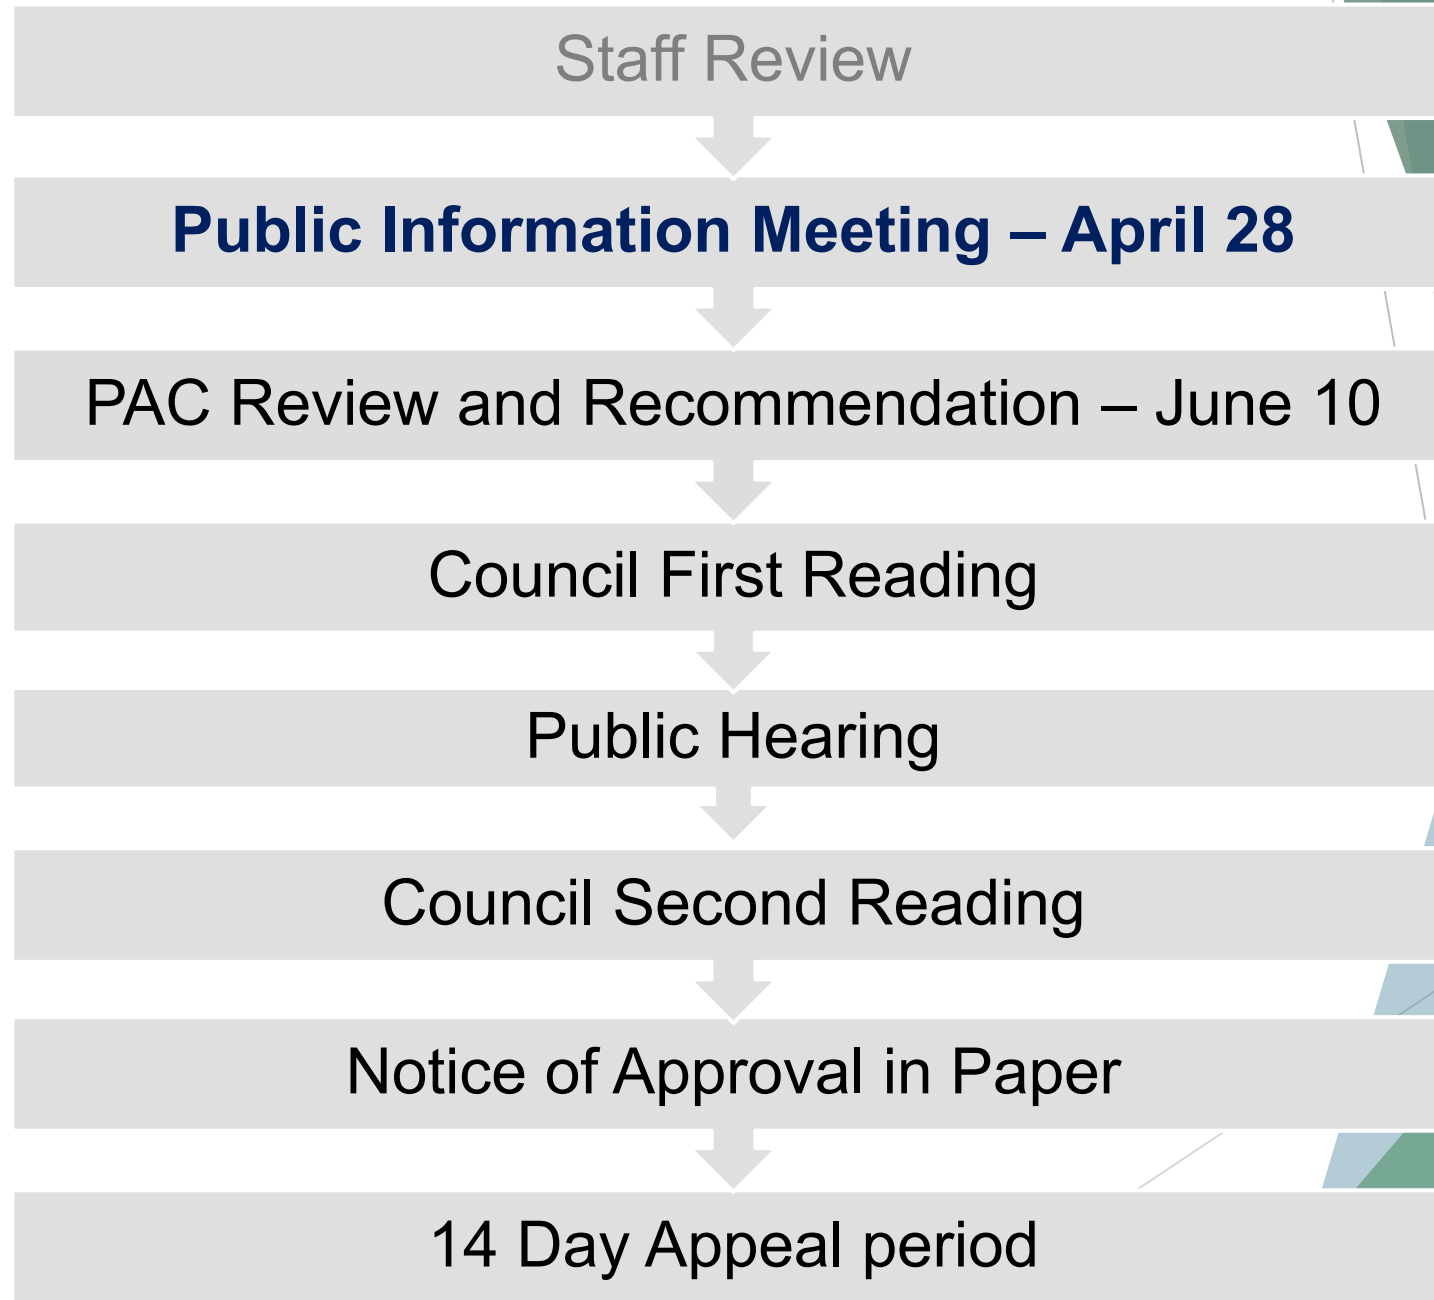 Staff Review
Public Information Meeting – April 28
PAC Review and Recommendation – June 10
Council First Reading
Public Hearing
Council Second Reading
Notice of Approval in Paper
14 Day Appeal period